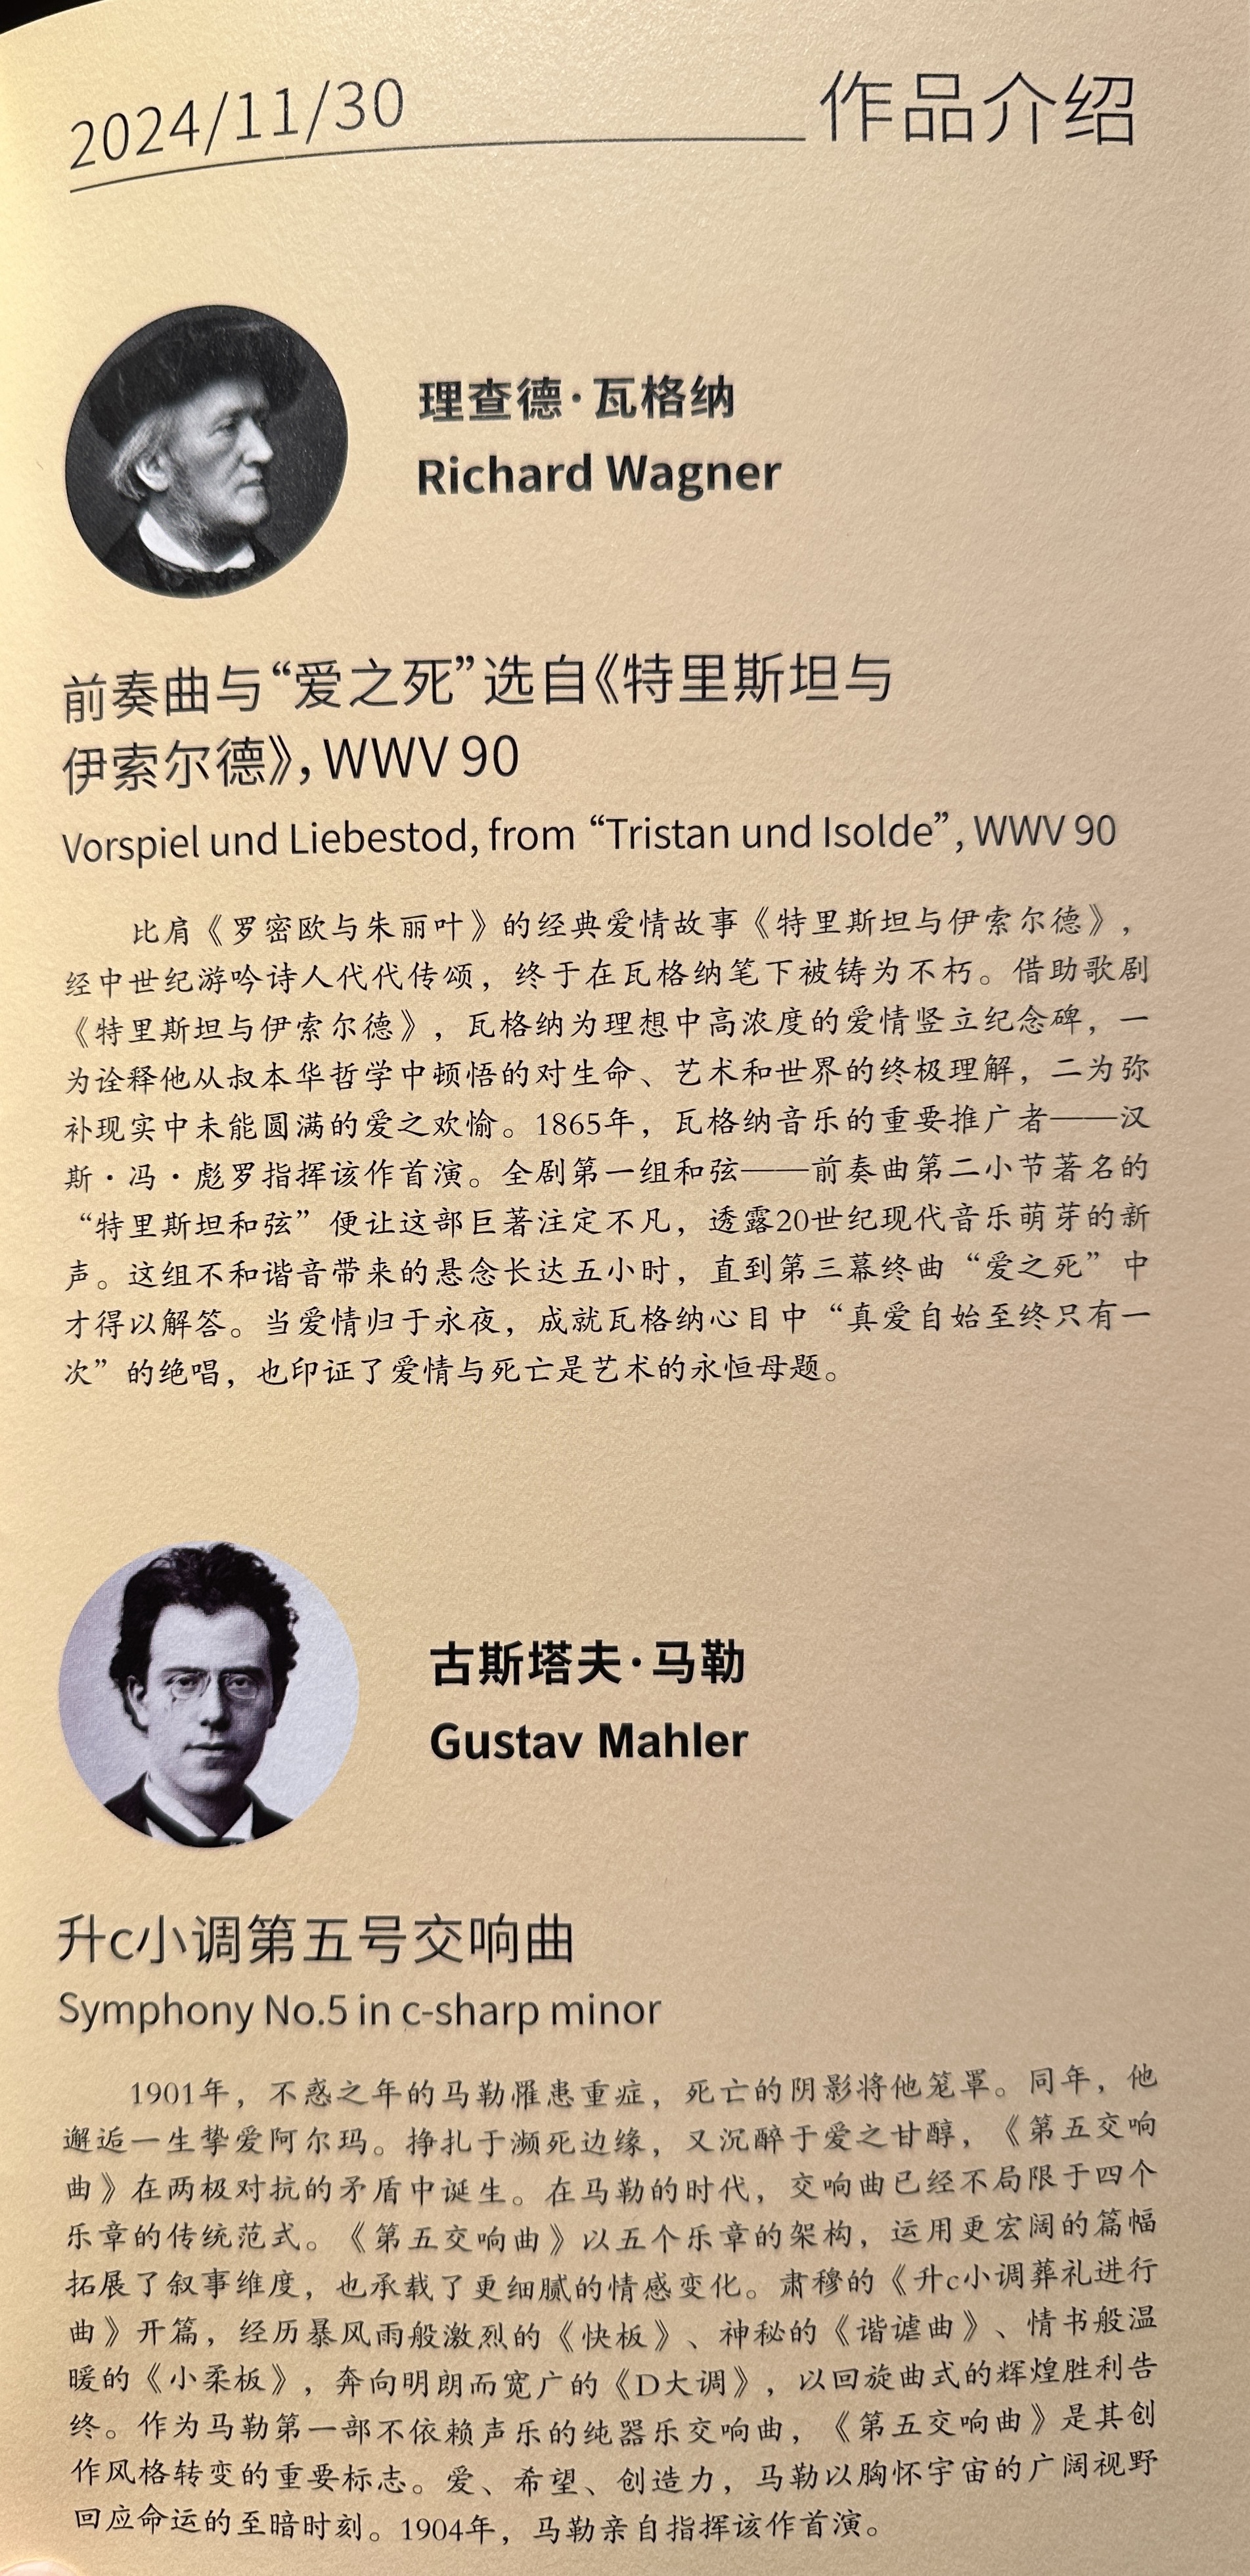 2024/11/30
作品介绍
理查德·瓦格纳
Richard Wagner
前奏曲与“爱之死”选自《特里斯坦与
伊索尔德》, WWV 90
Vorspiel und Liebestod, from “Tristan und Isolde”, WWV 90
比肩《罗密欧与朱丽叶》的经典爱情故事《特里斯坦与伊索尔德》，
经中世纪游吟诗人代代传颂，终于在瓦格纳笔下被铸为不朽。借助歌剧
《特里斯坦与伊索尔德》，瓦格纳为理想中高浓度的爱情竖立纪念碑，一
为诠释他从叔本华哲学中顿悟的对生命、艺术和世界的终极理解，二为弥
补现实中未能圆满的爱之欢愉。1865年，瓦格纳音乐的重要推广者——汉
斯·冯·彪罗指挥该作首演。全剧第一组和弦——前奏曲第二小节著名的
“特里斯坦和弦”便让这部巨著注定不凡，透露20世纪现代音乐萌芽的新
声。这组不和谐音带来的悬念长达五小时，直到第三幕终曲“爱之死”中
才得以解答。当爱情归于永夜，成就瓦格纳心目中“真爱自始至终只有一
次”的绝唱，也印证了爱情与死亡是艺术的永恒母题。
古斯塔夫·马勒
Gustav Mahler
升c小调第五号交响曲
Symphony No.5 in c-sharp minor
1901年，不惑之年的马勒罹患重症，死亡的阴影将他笼罩。同年，他
邂逅一生挚爱阿尔玛。挣扎于濒死边缘，又沉醉于爱之甘醇，《第五交响
曲》在两极对抗的矛盾中诞生。在马勒的时代，交响曲已经不局限于四个
乐章的传统范式。《第五交响曲》以五个乐章的架构，运用更宏阔的篇幅
拓展了叙事维度，也承载了更细腻的情感变化。肃穆的《升c小调葬礼进行
曲》开篇，经历暴风雨般激烈的《快板》、神秘的《谐谑曲》、情书般温
暖的《小柔板》，奔向明朗而宽广的《D大调》，以回旋曲式的辉煌胜利告
终。作为马勒第一部不依赖声乐的纯器乐交响曲，《第五交响曲》是其创
作风格转变的重要标志。爱、希望、创造力，马勒以胸怀宇宙的广阔视野
回应命运的至暗时刻。1904年，马勒亲自指挥该作首演。